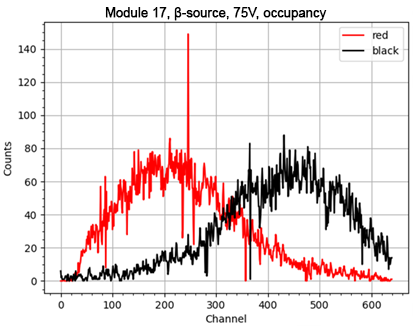 Module 17, β-source, 75V, occupancy
red
black
140
120
100
80
60
40
20
0
Counts
0 100 200 300 400 500 600
Channel